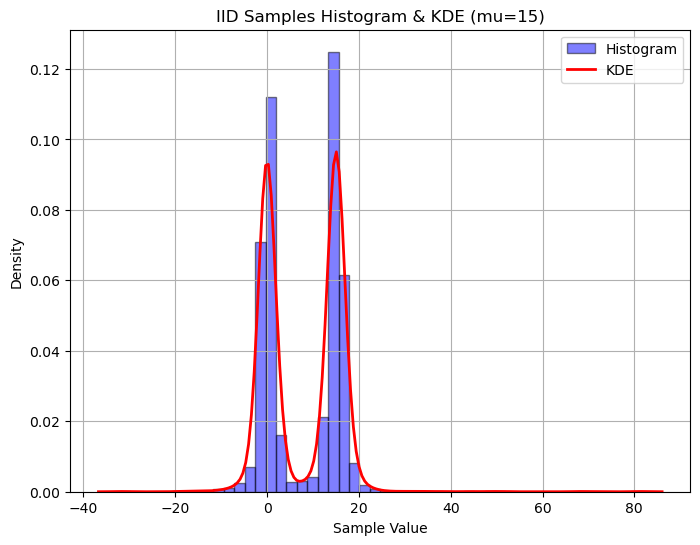 IID Samples Histogram & KDE (mu=15)
Histogram
KDE
0.12
0.10
0.08
0.06
0.04
0.02
0.00
Density
−40
−20
0
20
40
60
80
Sample Value